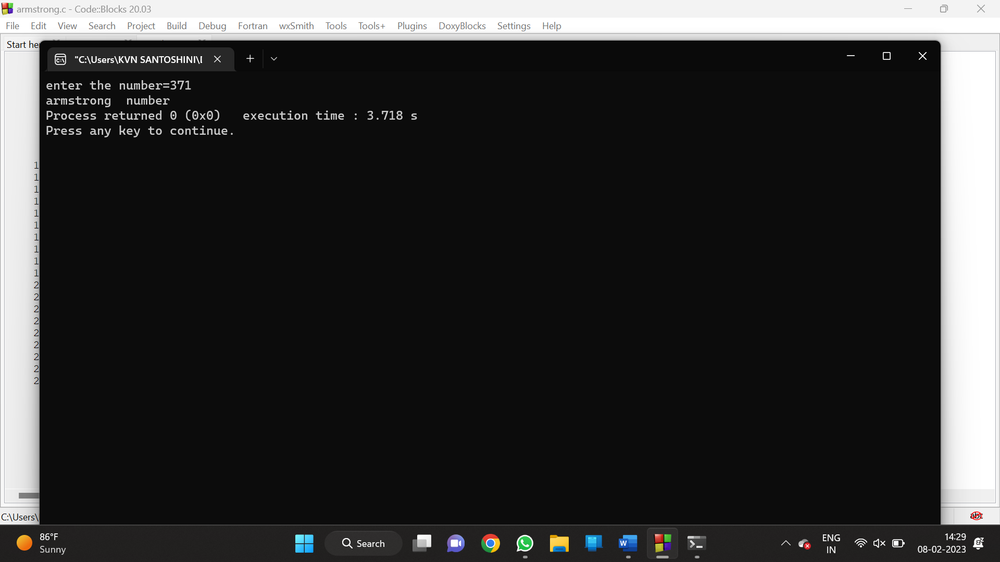 armstrong.c - Code::Blocks 20.03
File Edit View Search Project Build Debug Fortran wxSmith Tools Tools+ Plugins DoxyBlocks Settings Help
Start he
"C:\Users\KVN SANTOSHINI\
enter the number=371
armstrong  number
Process returned 0 (0x0)   execution time : 3.718 s
Press any key to continue.
1
1
1
1
1
1
1
1
1
1
2
2
2
2
2
2
2
2
2
C:\Users\
abc
86°F
Sunny
Search
ENG
IN
14:29
08-02-2023